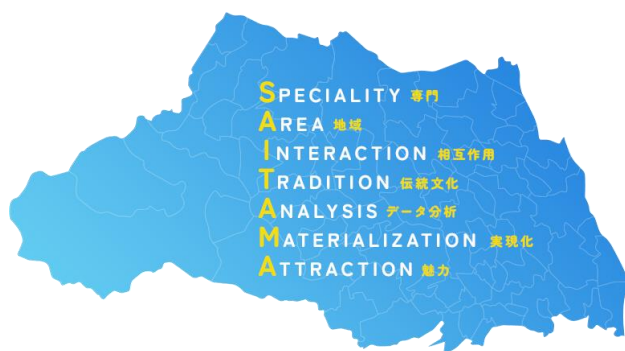 SPECIALITY 専門
AREA 地域
INTERACTION 相互作用
TRADITION 伝統文化
ANALYSIS データ分析
MATERIALIZATION 実現化
ATTRACTION 魅力